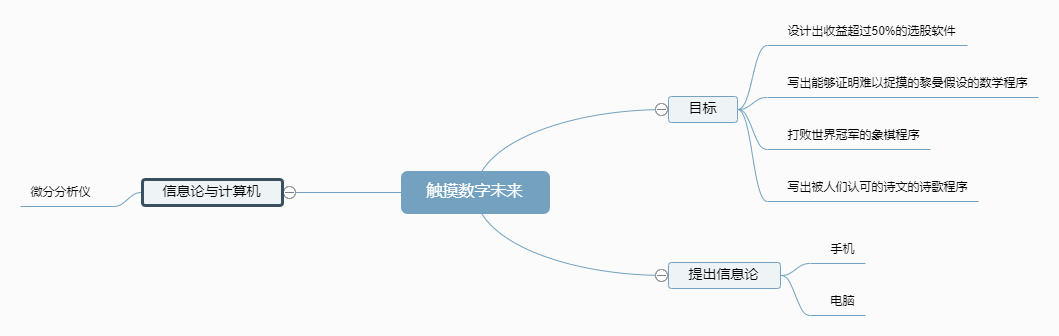 触摸数字未来
目标
设计出收益超过50%的选股软件
写出能够证明难以捉摸的黎曼假设的数学程序
打败世界冠军的象棋程序
写出被人们认可的诗文的诗歌程序
提出信息论
手机
电脑
信息论与计算机
微分分析仪